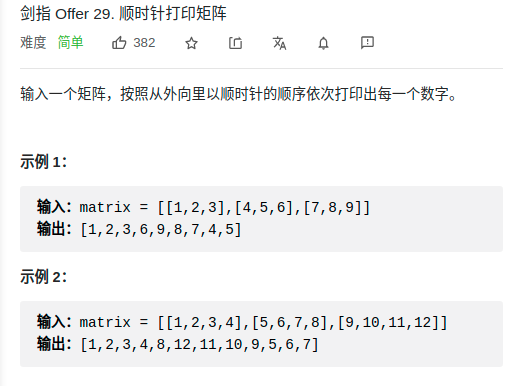 剑指 Offer 29. 顺时针打印矩阵
难度 简单 382
输入一个矩阵，按照从外向里以顺时针的顺序依次打印出每一个数字。
示例 1：
输入：matrix = [[1,2,3],[4,5,6],[7,8,9]]
输出：[1,2,3,6,9,8,7,4,5]
示例 2：
输入：matrix = [[1,2,3,4],[5,6,7,8],[9,10,11,12]]
输出：[1,2,3,4,8,12,11,10,9,5,6,7]